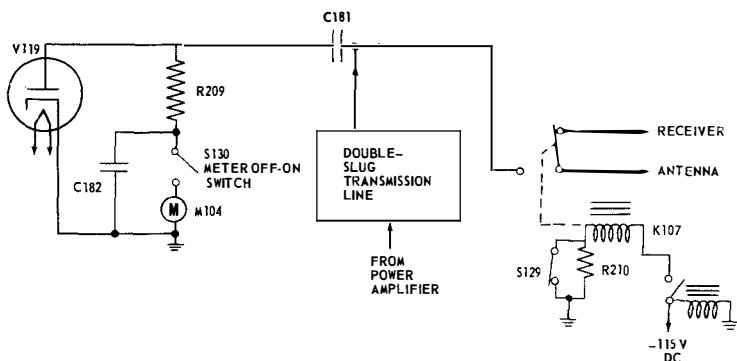 C181
V119
R209
S130
METER OFF-ON
SWITCH
C182
M
M104
DOUBLE-
SLUG
TRANSMISSION
LINE
FROM
POWER
AMPLIFIER
RECEIVER
ANTENNA
K107
S129
R210
-115 V
DC